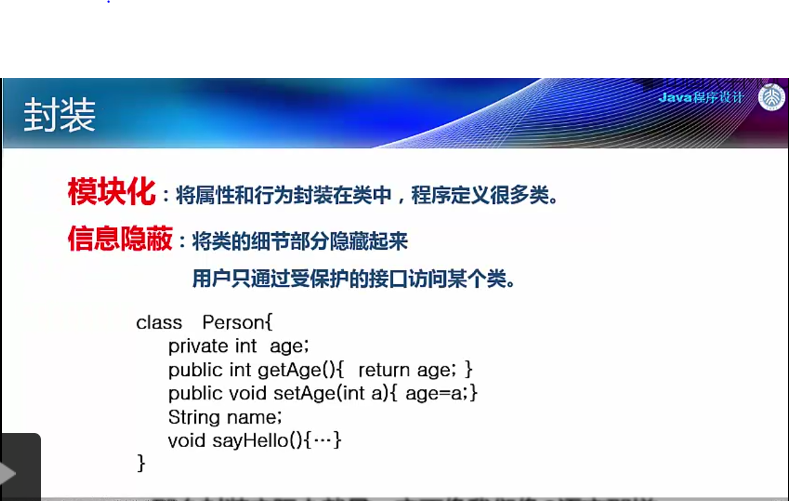 封装
Java程序设计
模块化：将属性和行为封装在类中，程序定义很多类。
信息隐蔽：将类的细节部分隐藏起来
用户只通过受保护的接口访问某个类。
class Person{
private int age;
public int getAge(){ return age; }
public void setAge(int a){ age=a;}
String name;
void sayHello(){…}
}